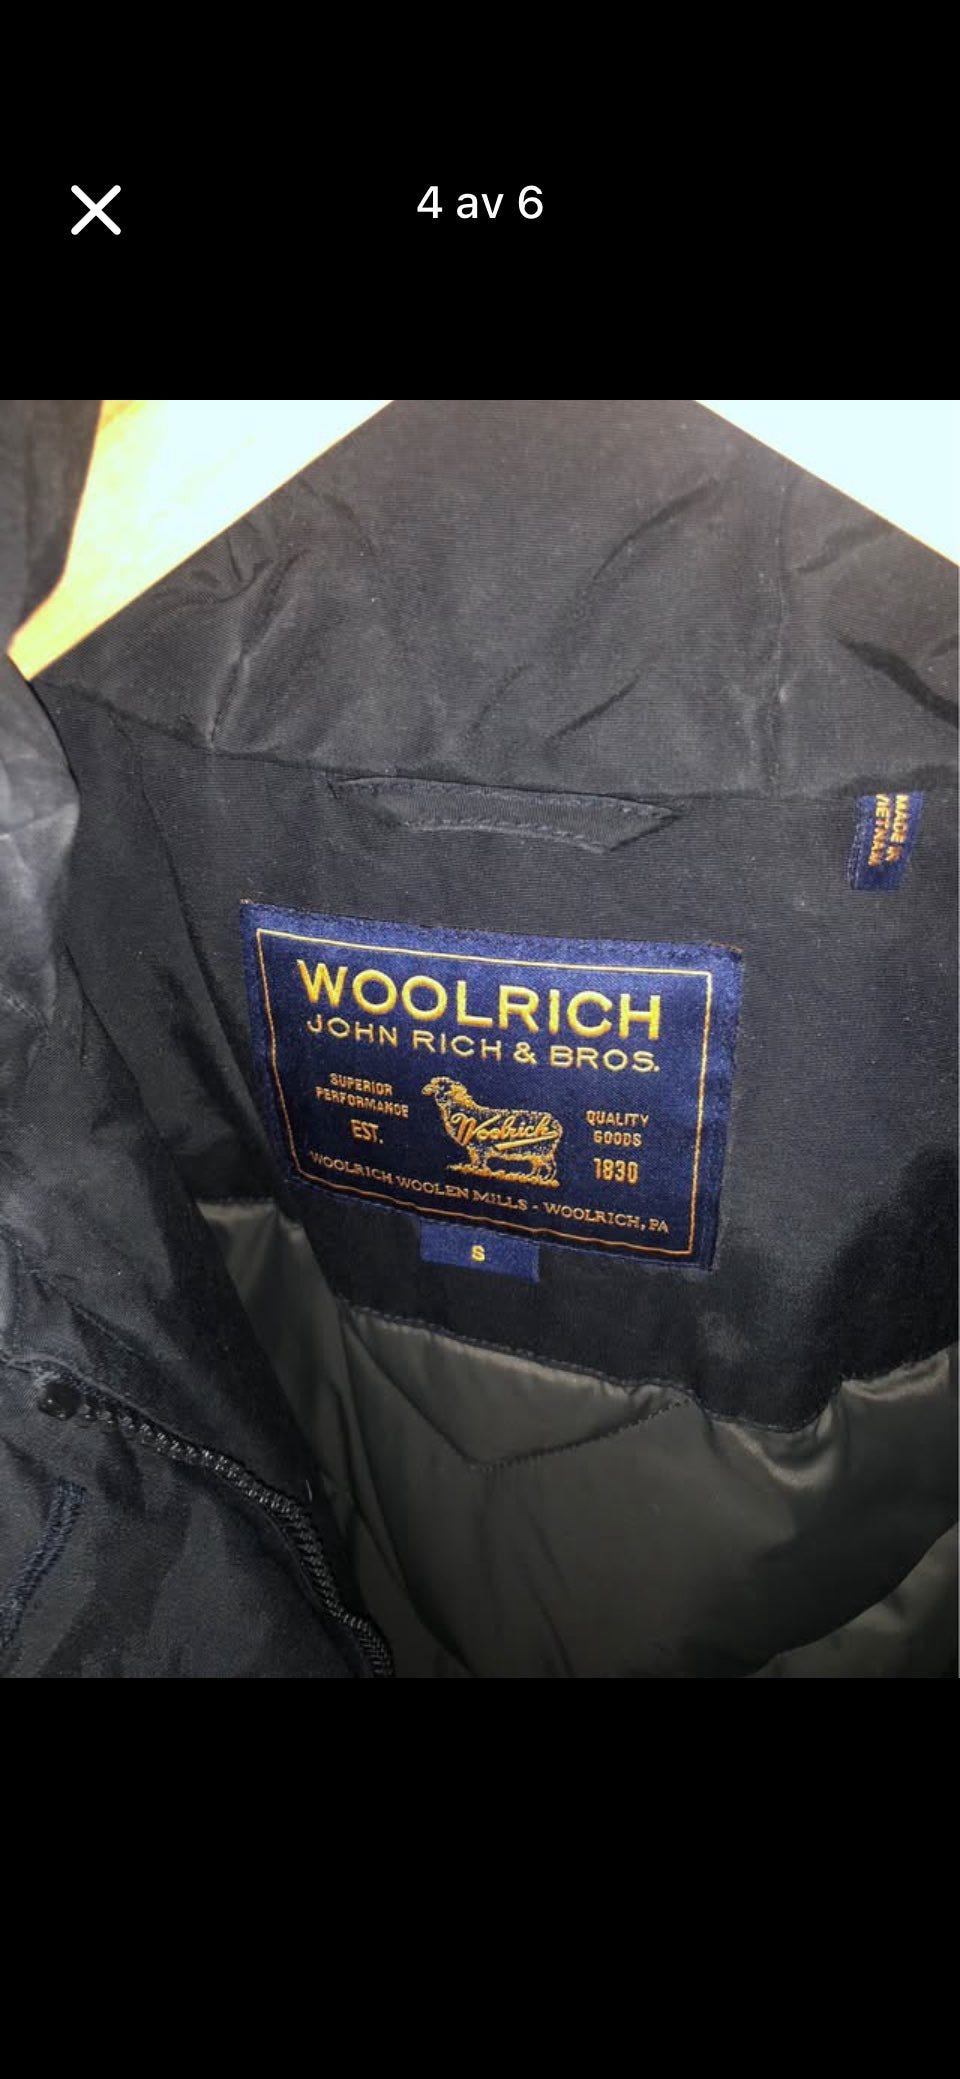 4 av 6
MADE IN
VIETNAM
WOOLRICH
JOHN RICH & BROS.
SUPERIOR
PERFORMANCE
EST.
Woolrich
QUALITY
GOODS
1830
WOOLRICH WOOLEN MILLS - WOOLRICH, PA
S